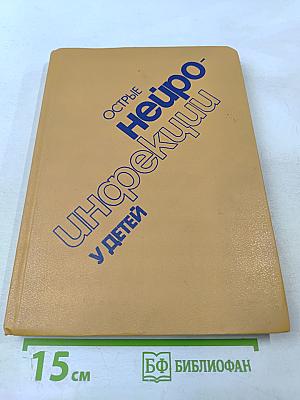 ОСТРЫЕ
нейро-
инфекции
У ДЕТЕЙ
15 см
БФ БИБЛИОФАН